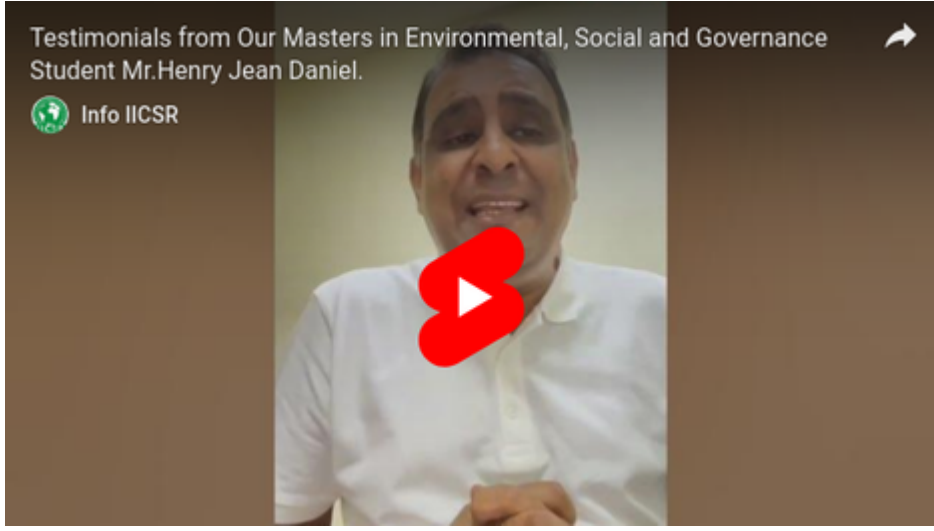 Testimonials from Our Masters in Environmental, Social and Governance
Student Mr.Henry Jean Daniel.
Info IICSR